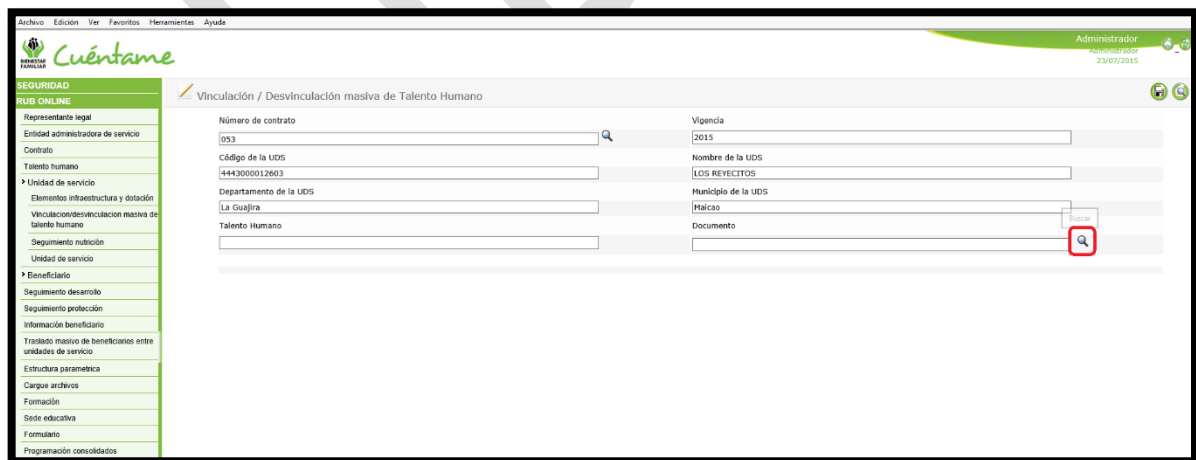 Archivo Edición Ver Favoritos Herramientas Ayuda
BIENESTAR FAMILIAR
Cuéntame
Administrador
Administrador
23/07/2015
SEGURIDAD
RUB ONLINE
Representante legal
Entidad administradora de servicio
Contrato
Talento humano
Unidad de servicio
Elementos infraestructura y dotación
Vinculacion/desvinculacion masiva de
talento humano
Seguimiento nutrición
Unidad de servicio
Beneficiario
Seguimiento desarrollo
Seguimiento protección
Información beneficiario
Traslado masivo de beneficiarios entre
unidades de servicio
Estructura parametrica
Cargue archivos
Formación
Sede educativa
Formulario
Programación consolidados
Vinculación / Desvinculación masiva de Talento Humano
Número de contrato Vigencia
053 2015
Código de la UDS Nombre de la UDS
4443000012603 LOS REYECITOS
Departamento de la UDS Municipio de la UDS
La Guajira Maicao
Buscar
Talento Humano Documento